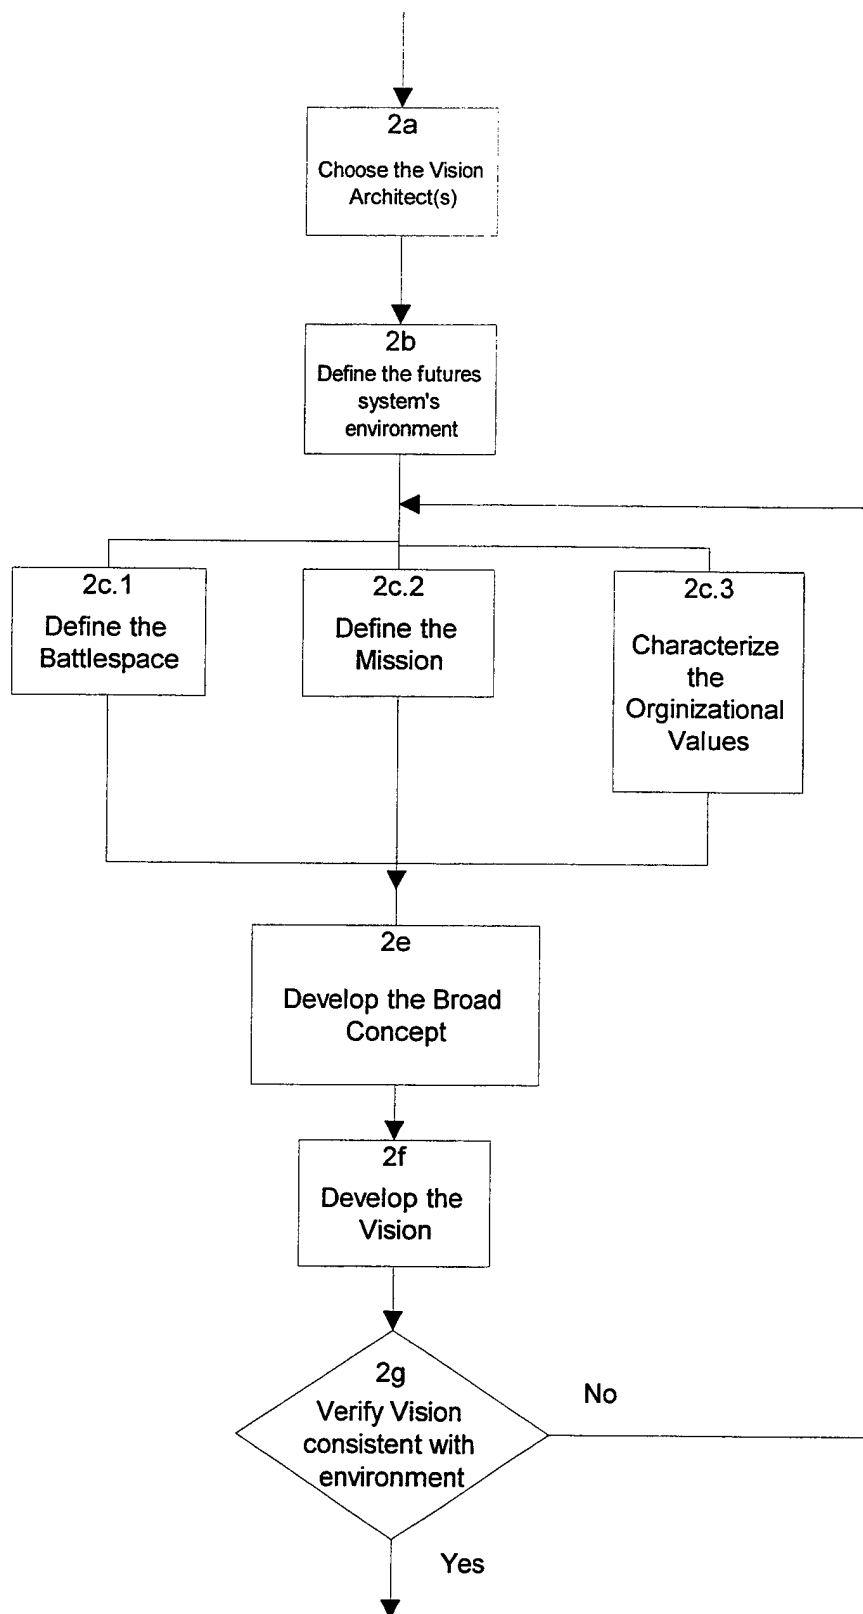 2a
Choose the Vision
Architect(s)
2b
Define the futures
system's
environment
2c.1
Define the
Battlespace
2c.2
Define the
Mission
2c.3
Characterize
the
Orginizational
Values
2e
Develop the Broad
Concept
2f
Develop the
Vision
2g
Verify Vision
consistent with
environment
No
Yes